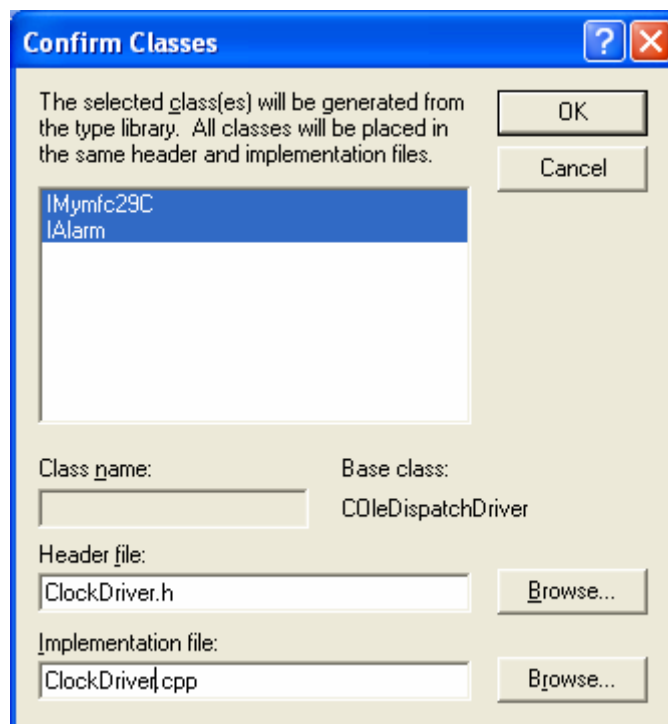 Confirm Classes
The selected class(es) will be generated from
the type library. All classes will be placed in
the same header and implementation files.
OK
Cancel
IMymfc29C
IAlarm
Class name:
Base class:
COleDispatchDriver
Header file:
ClockDriver.h
Browse...
Implementation file:
ClockDriver.cpp
Browse...